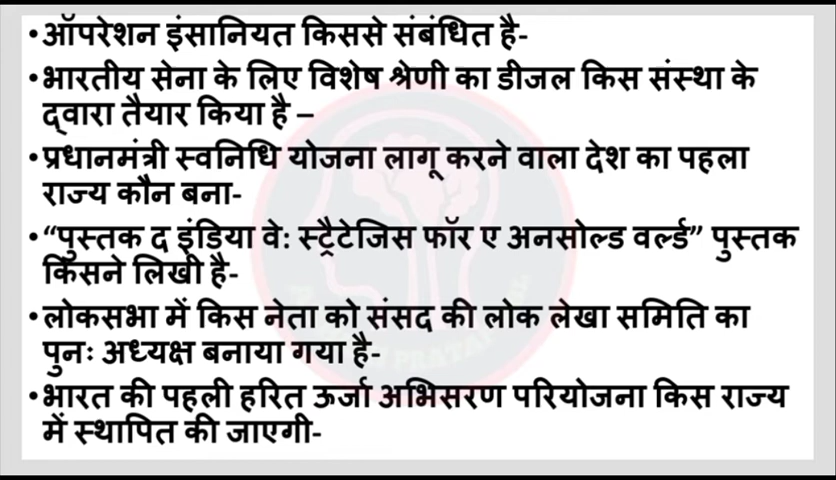 •ऑपरेशन इंसानियत किससे संबंधित है-
•भारतीय सेना के लिए विशेष श्रेणी का डीजल किस संस्था के
द्वारा तैयार किया है –
•प्रधानमंत्री स्वनिधि योजना लागू करने वाला देश का पहला
राज्य कौन बना-
•“पुस्तक द इंडिया वे: स्ट्रैटेजिस फॉर ए अनसोल्ड वर्ल्ड” पुस्तक
किसने लिखी है-
•लोकसभा में किस नेता को संसद की लोक लेखा समिति का
पुनः अध्यक्ष बनाया गया है-
•भारत की पहली हरित ऊर्जा अभिसरण परियोजना किस राज्य
में स्थापित की जाएगी-